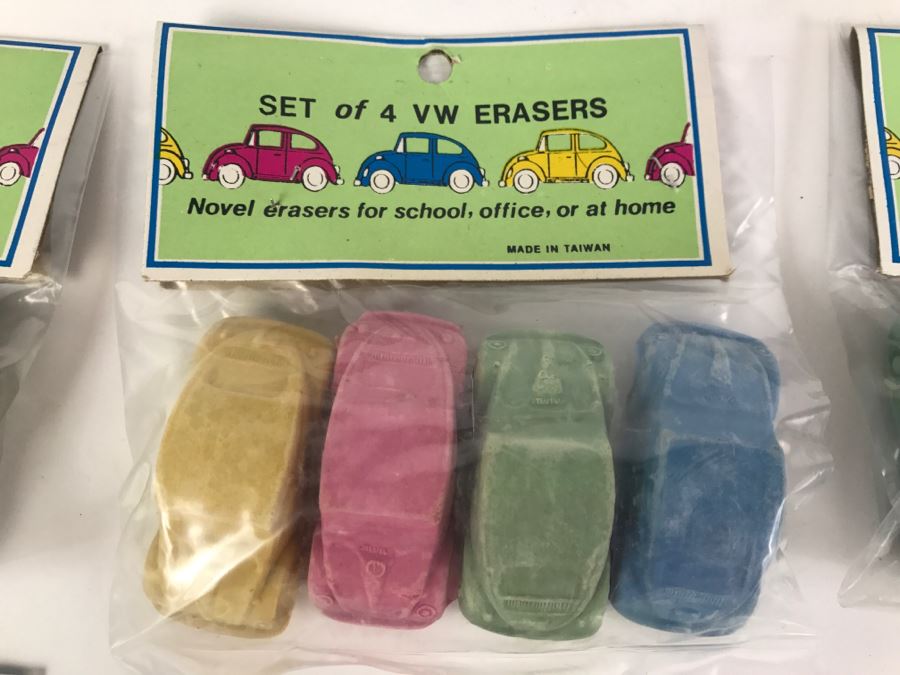 SET of 4 VW ERASERS
Novel erasers for school, office, or at home
MADE IN TAIWAN